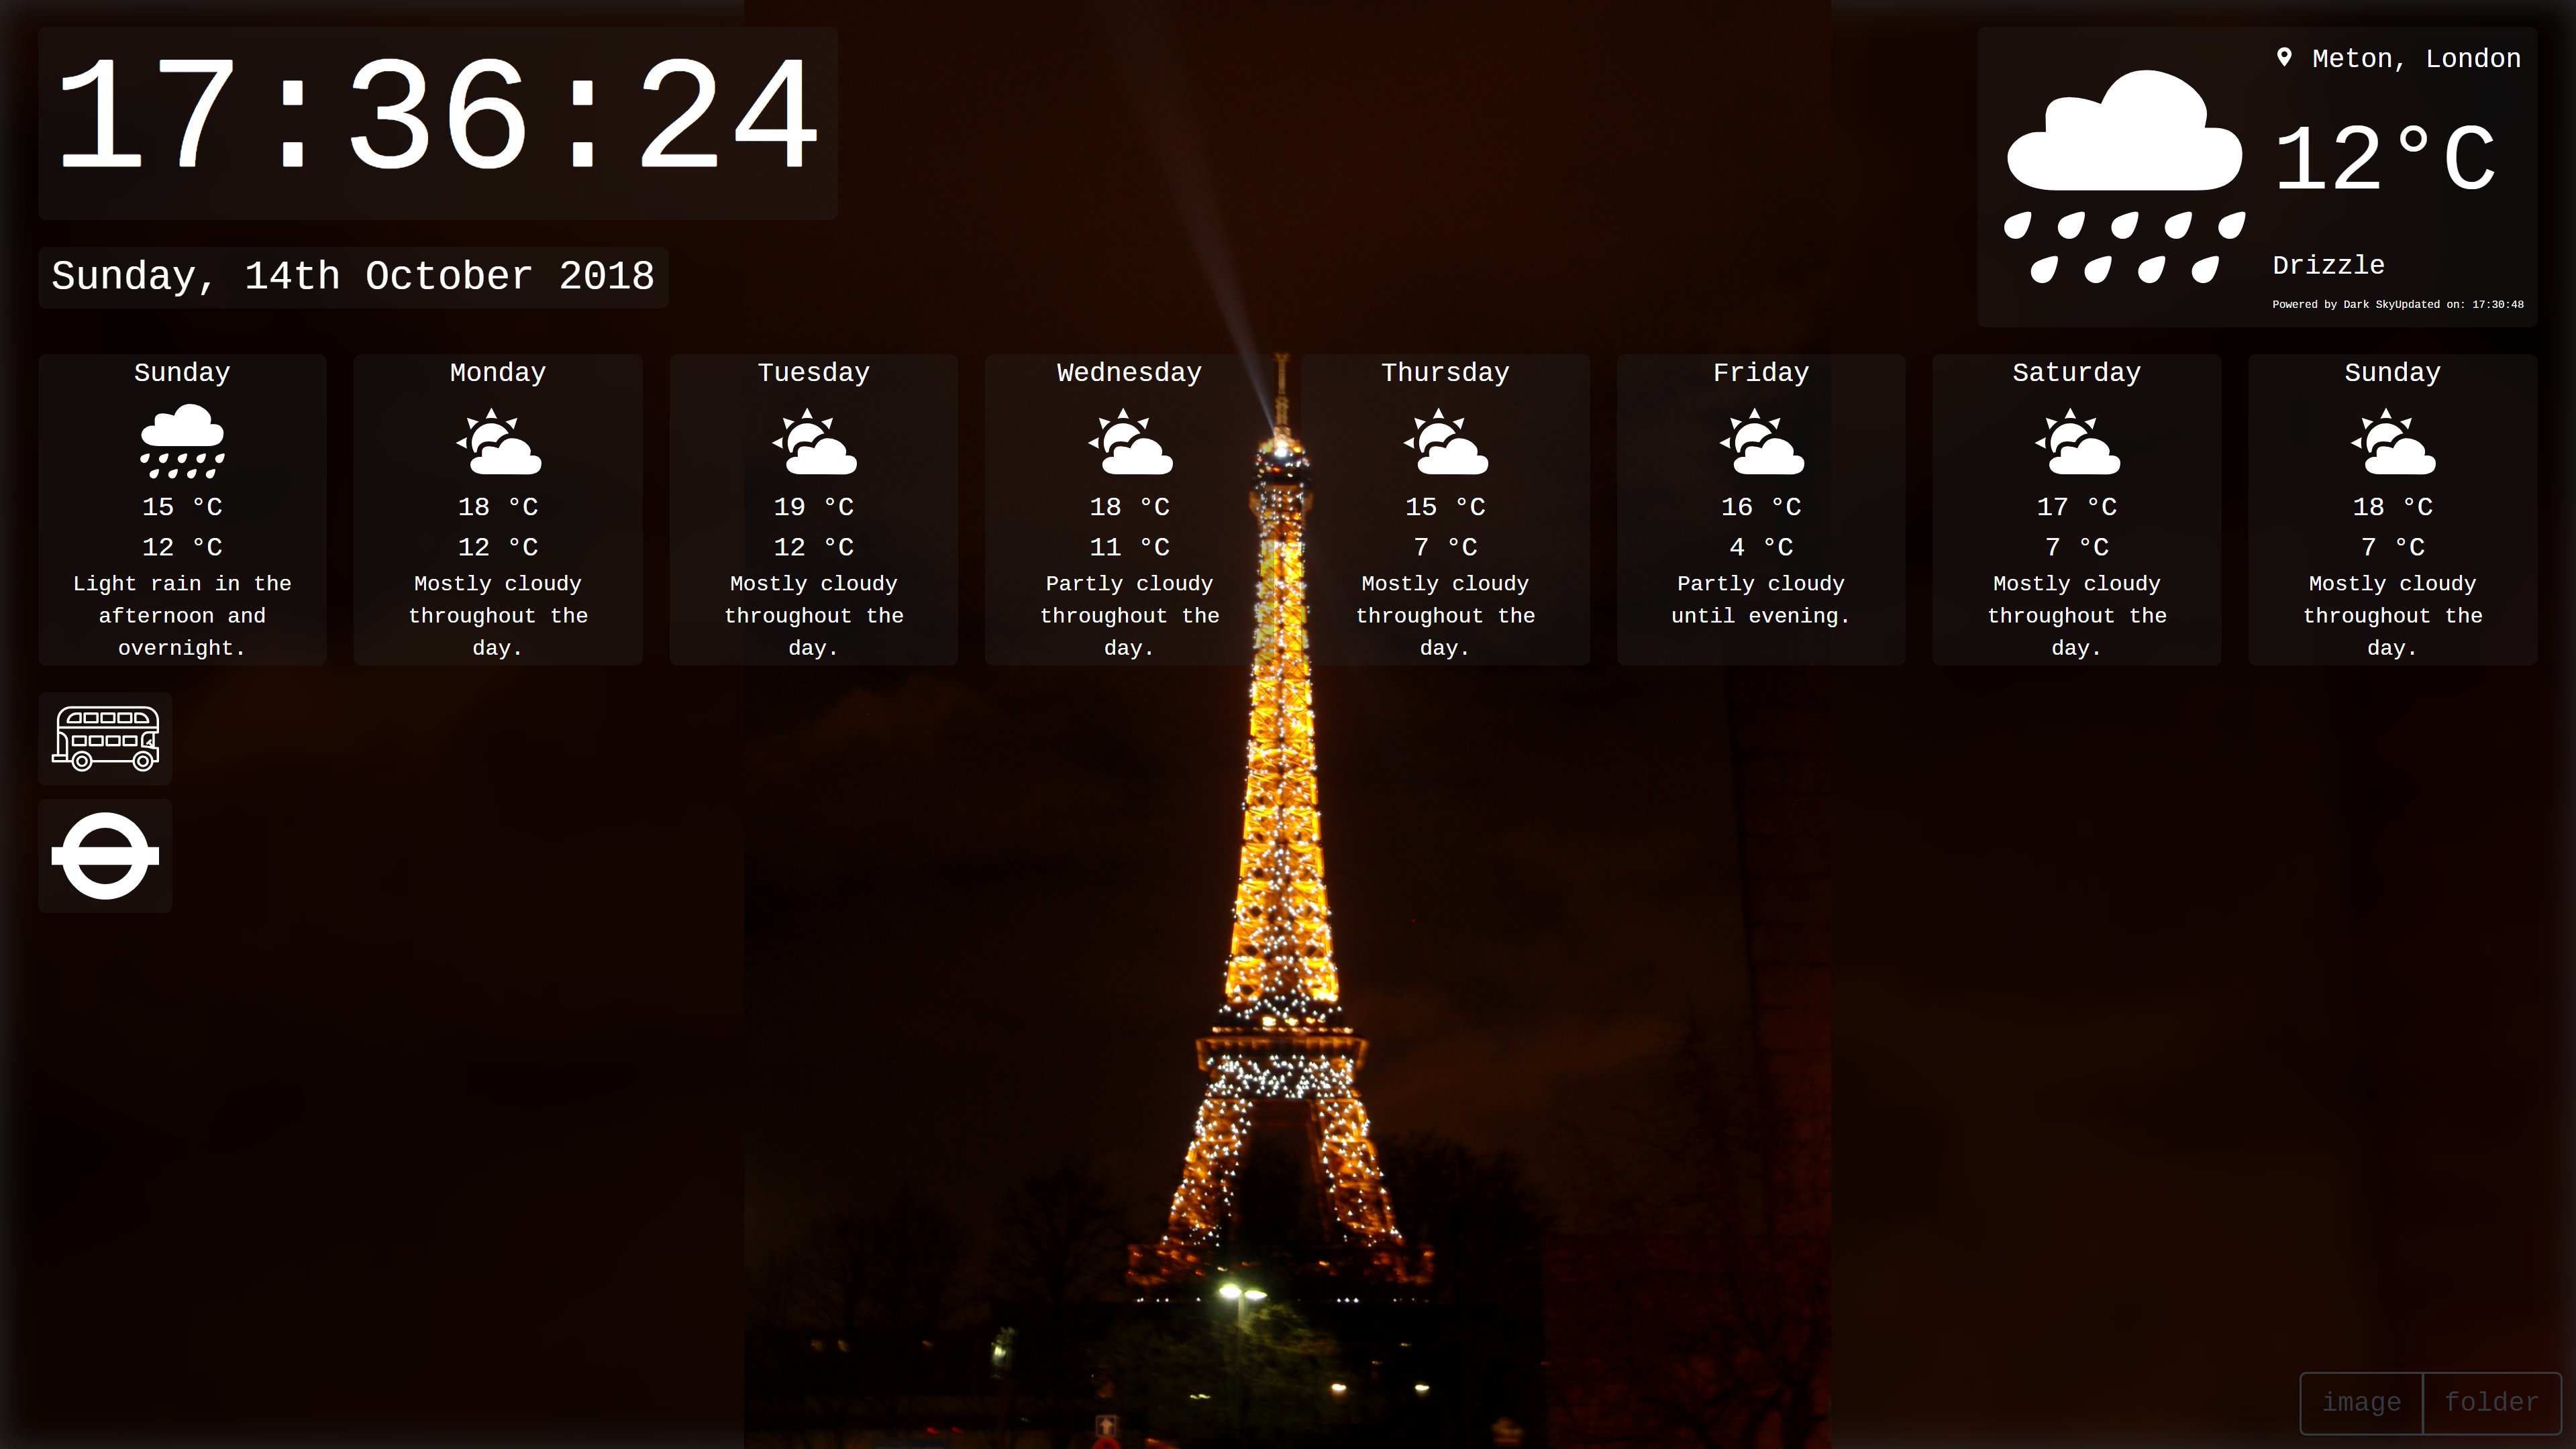 17:36:24
Sunday, 14th October 2018
Meton, London
12°C
Drizzle
Powered by Dark SkyUpdated on: 17:30:48
Sunday
15 °C
12 °C
Light rain in the
afternoon and
overnight.
Monday
18 °C
12 °C
Mostly cloudy
throughout the
day.
Tuesday
19 °C
12 °C
Mostly cloudy
throughout the
day.
Wednesday
18 °C
11 °C
Partly cloudy
throughout the
day.
Thursday
15 °C
7 °C
Mostly cloudy
throughout the
day.
Friday
16 °C
4 °C
Partly cloudy
until evening.
Saturday
17 °C
7 °C
Mostly cloudy
throughout the
day.
Sunday
18 °C
7 °C
Mostly cloudy
throughout the
day.
image
folder